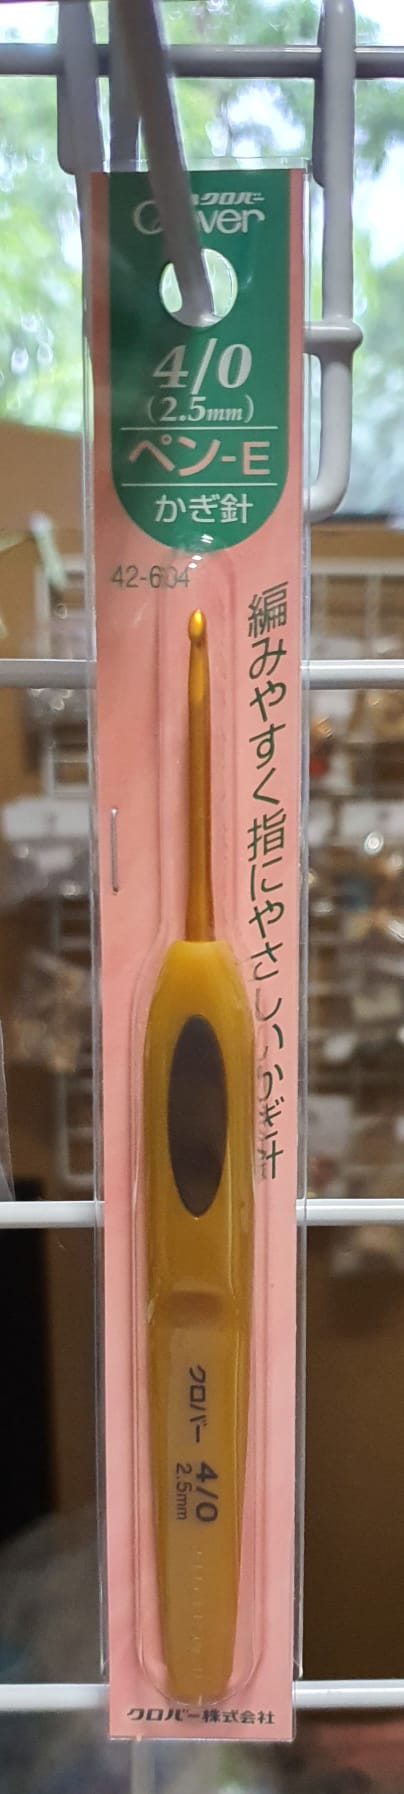 クロバー
Clover
4/0
(2.5mm)
ペン-E
かぎ針
42-604
編みやすく指にやさしいかぎ針
クロバー 4/0
2.5mm
クロバー株式会社